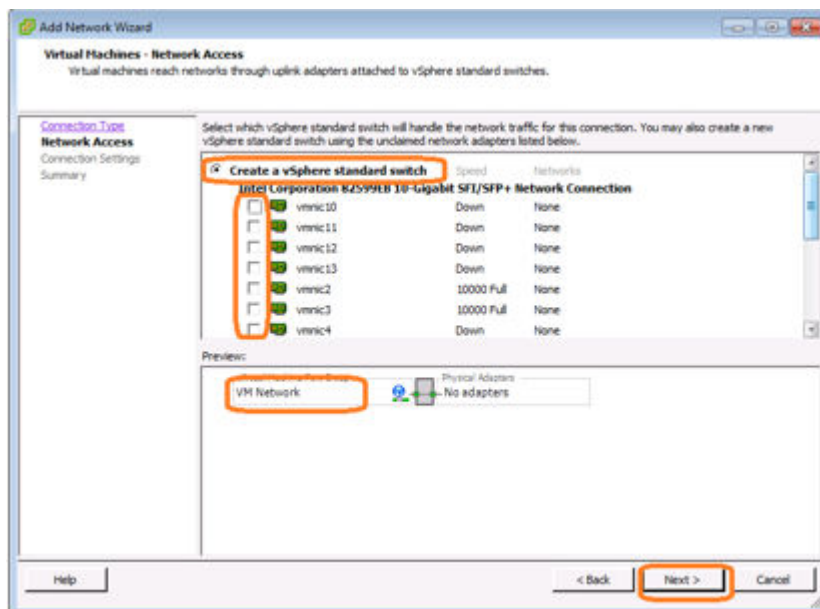 Add Network Wizard
Virtual Machines - Network Access
Virtual machines reach networks through uplink adapters attached to vSphere standard switches.
Connection Type
Network Access
Connection Settings
Summary
Select which vSphere standard switch will handle the network traffic for this connection. You may also create a new
vSphere standard switch using the unclaimed network adapters listed below.
Create a vSphere standard switch Speed Networks
Intel Corporation 82599EB 10-Gigabit SFI/SFP+ Network Connection
vmnic10 Down None
vmnic11 Down None
vmnic12 Down None
vmnic13 Down None
vmnic2 10000 Full None
vmnic3 10000 Full None
vmnic4 Down None
Preview:
Virtual Machine Port Group Physical Adapters
VM Network No adapters
Help < Back Next > Cancel